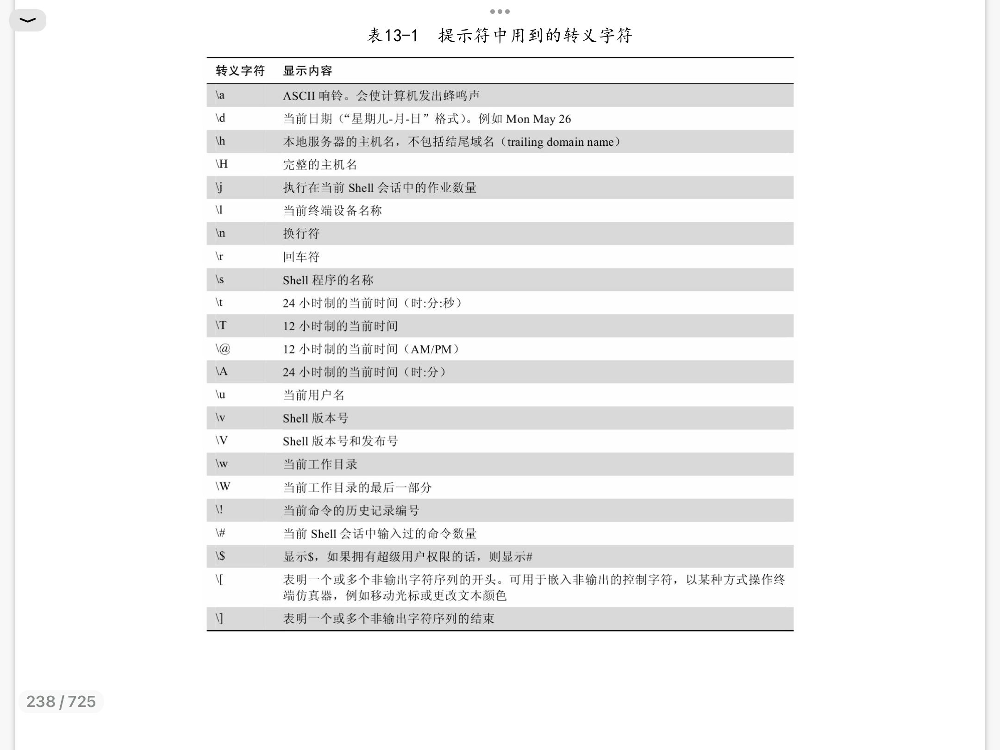 表13-1 提示符中用到的转义字符
转义字符 显示内容
\a ASCII 响铃。会使计算机发出蜂鸣声
\d 当前日期（“星期几-月-日”格式）。例如 Mon May 26
\h 本地服务器的主机名，不包括结尾域名（trailing domain name）
\H 完整的主机名
\j 执行在当前 Shell 会话中的作业数量
\l 当前终端设备名称
\n 换行符
\r 回车符
\s Shell 程序的名称
\t 24 小时制的当前时间（时:分:秒）
\T 12 小时制的当前时间
\@ 12 小时制的当前时间（AM/PM）
\A 24 小时制的当前时间（时:分）
\u 当前用户名
\v Shell 版本号
\V Shell 版本号和发布号
\w 当前工作目录
\W 当前工作目录的最后一部分
\! 当前命令的历史记录编号
\# 当前 Shell 会话中输入过的命令数量
\$ 显示$，如果拥有超级用户权限的话，则显示#
\[ 表明一个或多个非输出字符序列的开头。可用于嵌入非输出的控制字符，以某种方式操作终
端仿真器，例如移动光标或更改文本颜色
\] 表明一个或多个非输出字符序列的结束
238 / 725